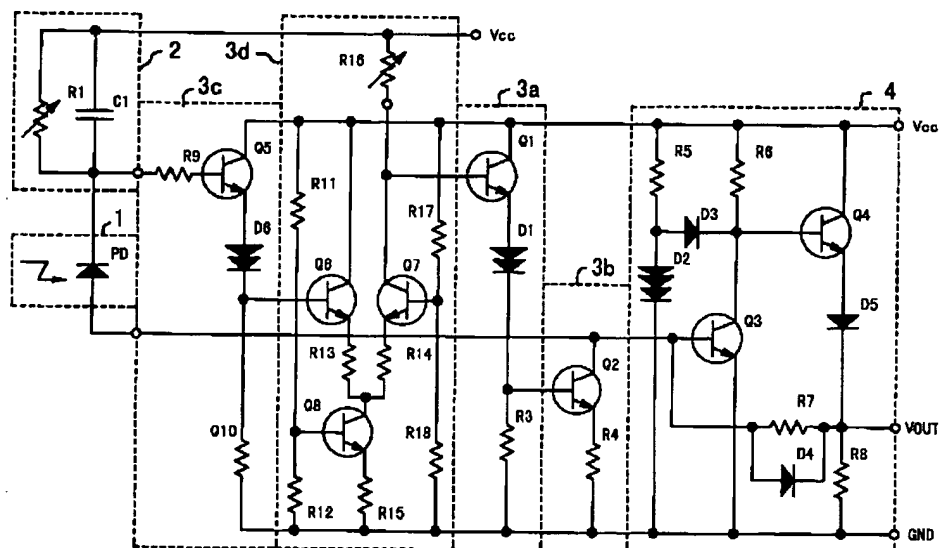 2
3d
R16
Vcc
3c
3a
4
R1
C1
Vcc
R9
Q5
Q1
R5
R6
R11
R17
D3
Q4
1
PD
D6
D1
D2
3b
Q6
Q7
Q3
D5
R13
R14
Q2
Q8
R7
VOUT
Q10
R18
R3
R4
D4
R8
R12
R15
GND